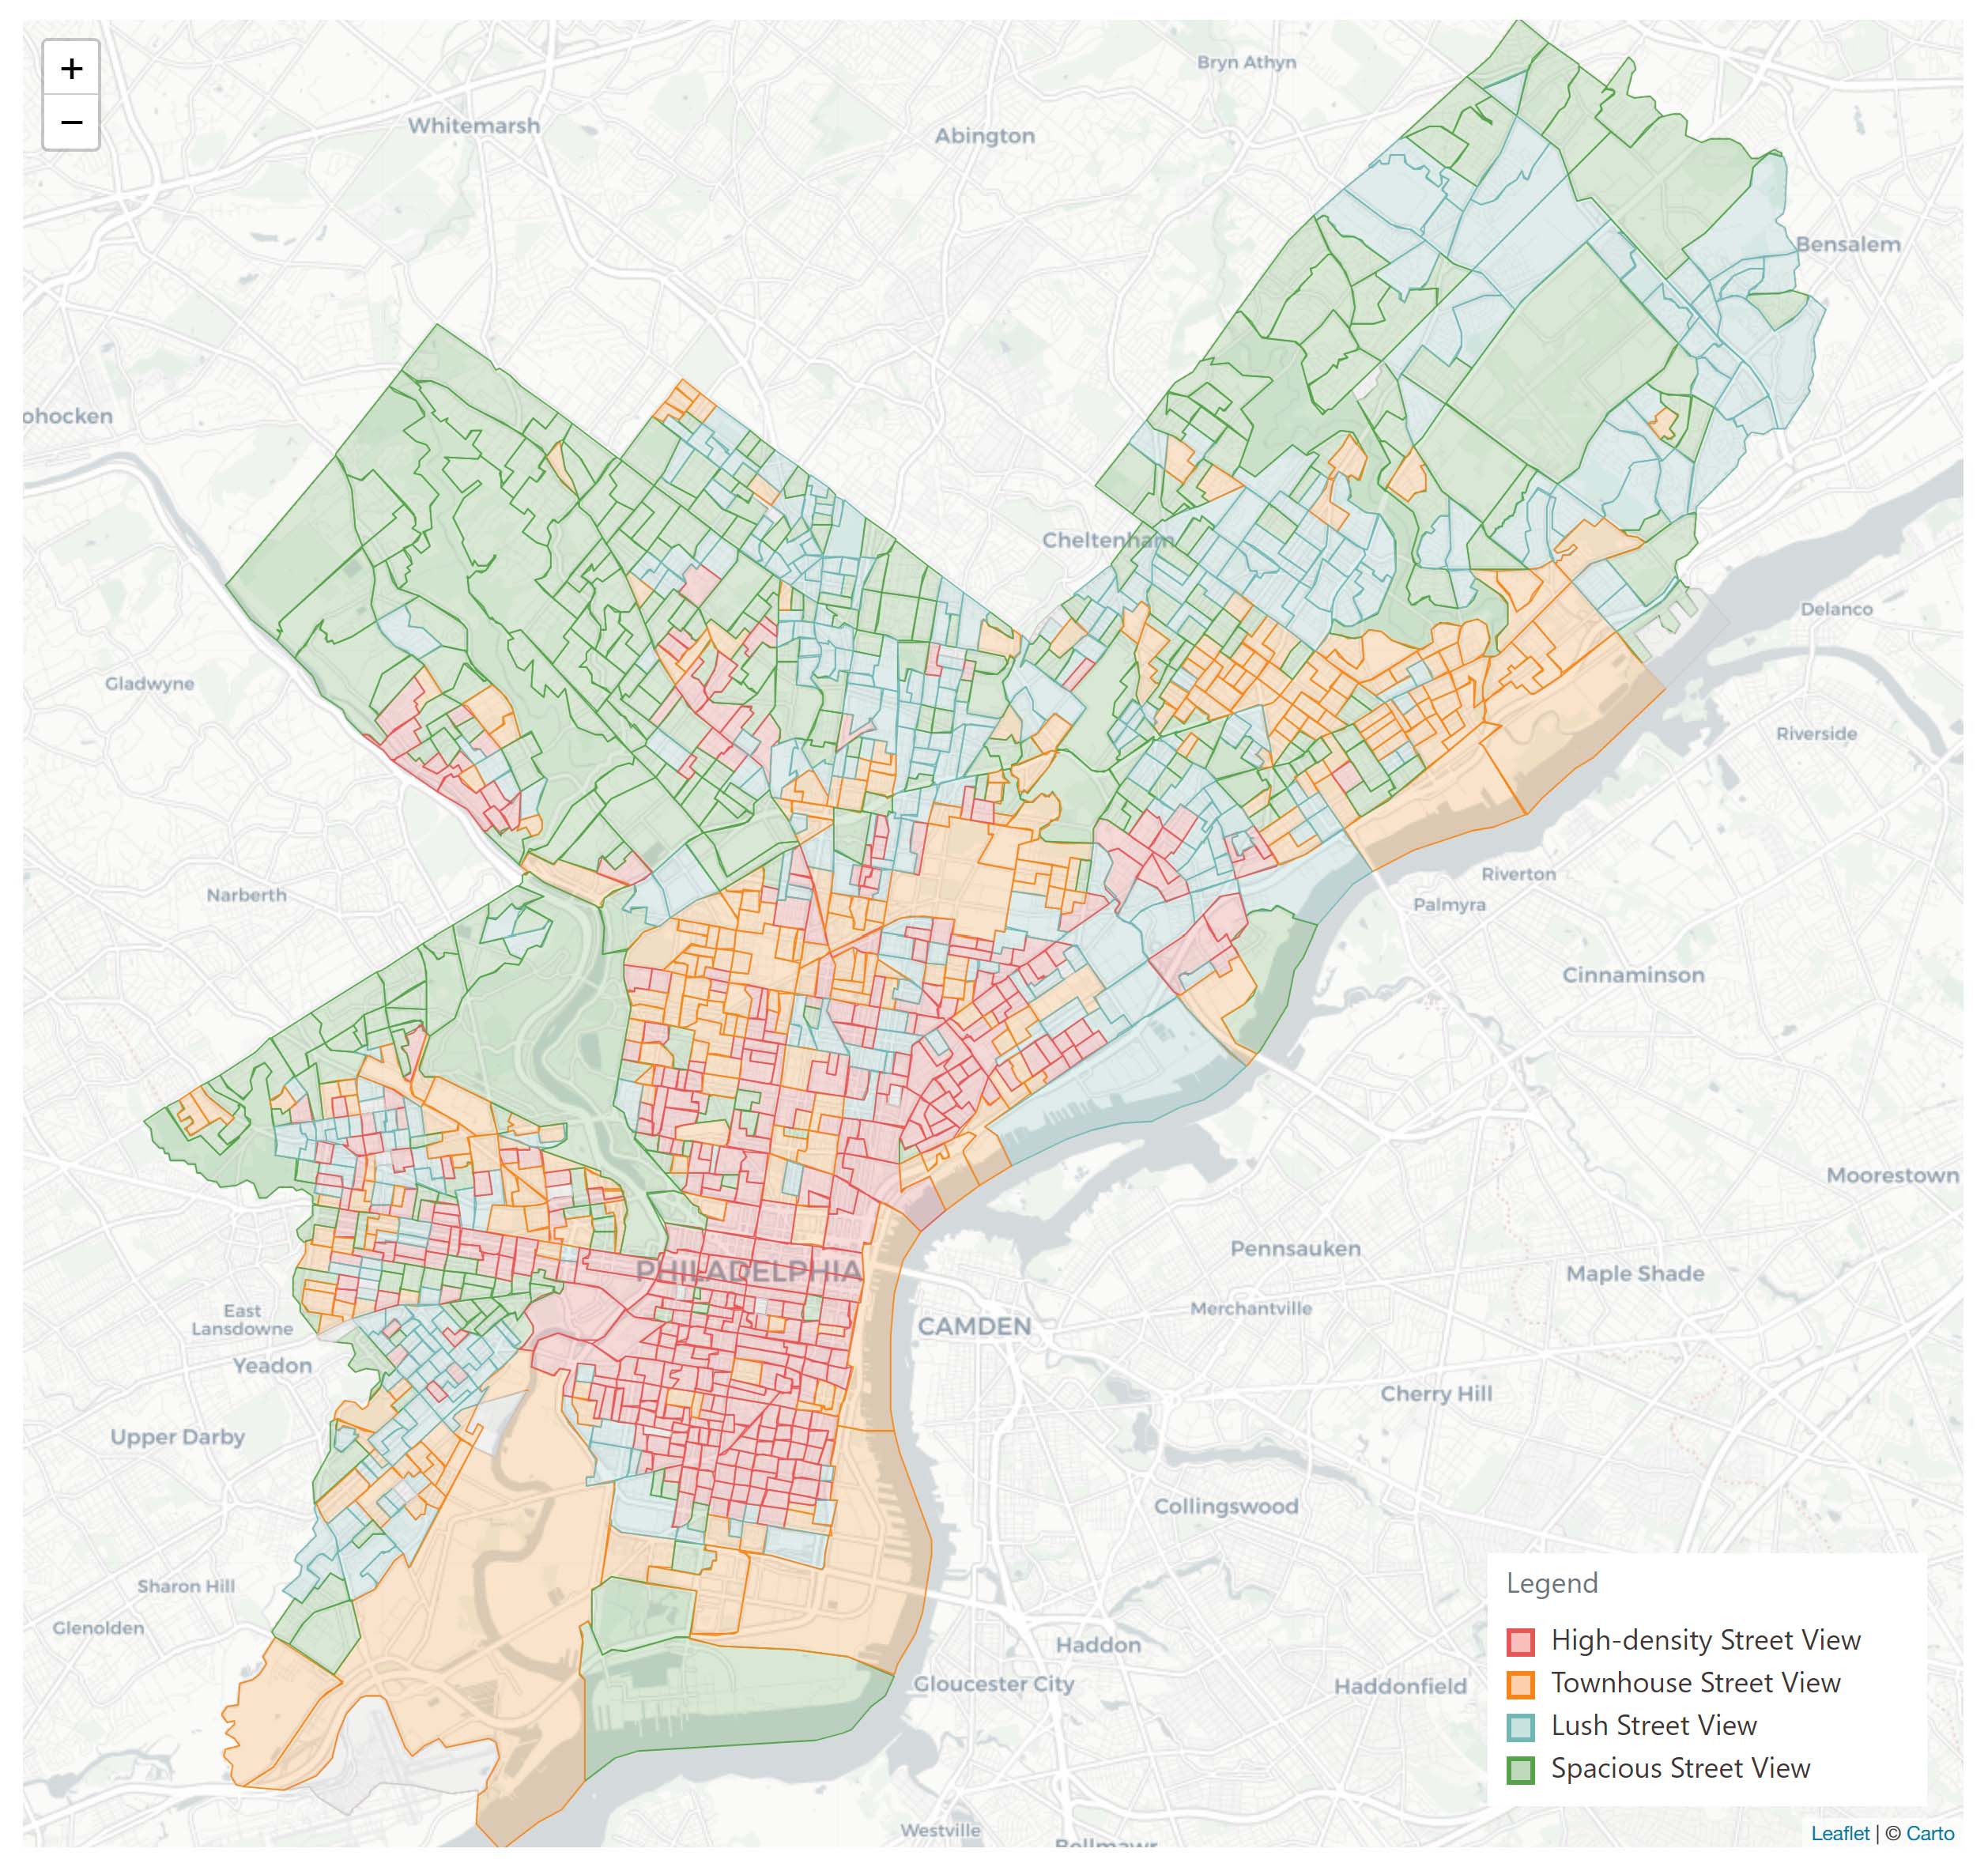 +
−
Bryn Athyn
Whitemarsh
Abington
Bensalem
ohocken
Cheltenham
Delanco
Gladwyne
Riverside
Riverton
Narberth
Palmyra
Cinnaminson
Moorestown
Pennsauken
PHILADELPHIA
Maple Shade
East
Lansdowne
Merchantville
CAMDEN
Yeadon
Cherry Hill
Upper Darby
Collingswood
Sharon Hill
Glenolden
Haddon
Gloucester City
Haddonfield
Westville
Bellmawr
Legend
High-density Street View
Townhouse Street View
Lush Street View
Spacious Street View
Leaflet | © Carto